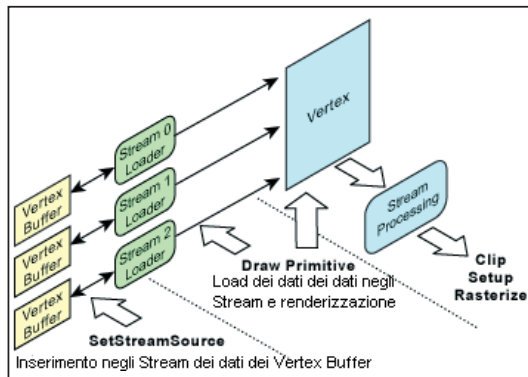 Vertex
Stream 0
Loader
Stream 1
Loader
Stream 2
Loader
Vertex
Buffer
Vertex
Buffer
Vertex
Buffer
Stream
Processing
Draw Primitive
Load dei dati dei dati negli
Stream e renderizzazione
Clip
Setup
Rasterize
SetStreamSource
Inserimento negli Stream dei dati dei Vertex Buffer